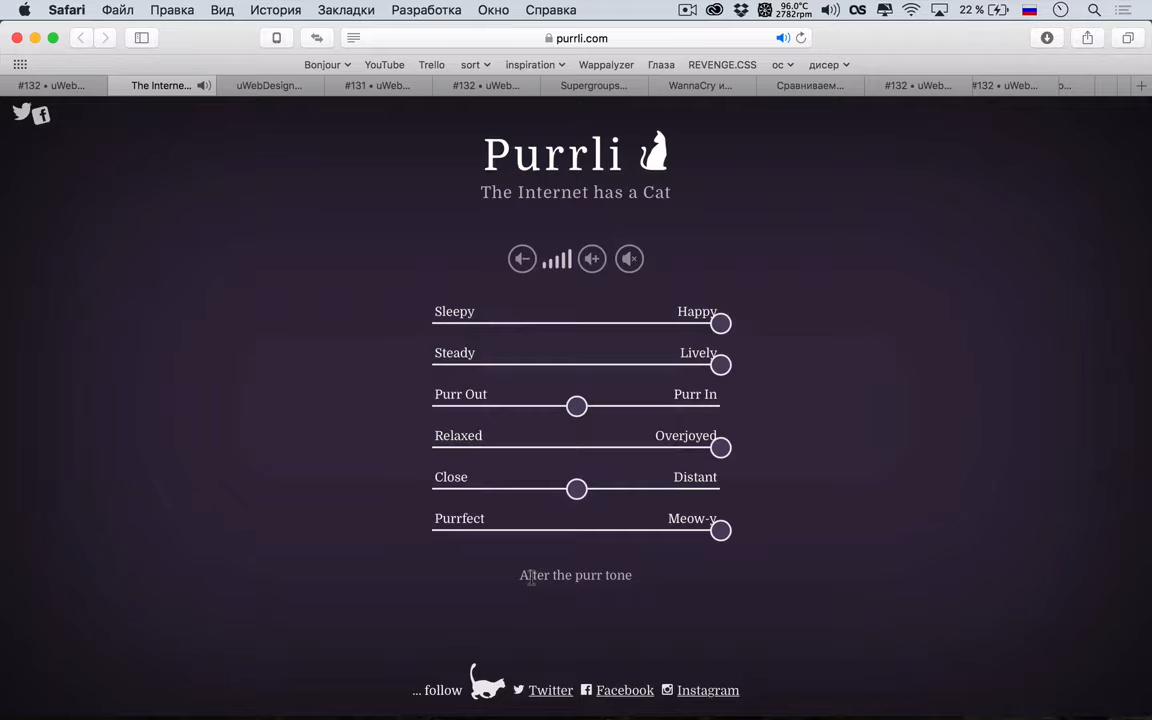 Safari Файл Правка Вид История Закладки Разработка Окно Справка 96.0°C 2782rpm 22 %
purrli.com
Bonjour YouTube Trello sort inspiration Wappalyzer Глаза REVENGE.CSS ос дисер
#132 • uWeb... The Interne... uWebDesign... #131 • uWeb... #132 • uWeb... Supergroups... WannaCry и... Сравниваем... #132 • uWeb... #132 • uWe...
Purrli
The Internet has a Cat
Sleepy Happy
Steady Lively
Purr Out Purr In
Relaxed Overjoyed
Close Distant
Purrfect Meow-y
Alter the purr tone
... follow Twitter Facebook Instagram